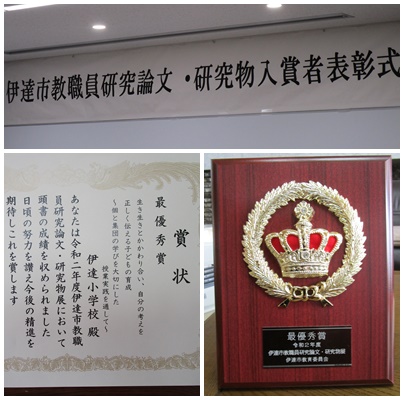 伊達市教職員研究論文・研究物入賞者表彰式
賞状
最優秀賞
生き生きとかかわり合い、自分の考えを
正しく伝える子どもの育成
～個と集団の学びを大切にした
授業実践を通して～
伊達小学校 殿
あなたは令和二年度伊達市教職
員研究論文・研究物展において
頭書の成績を収められました
日頃の努力を讃え今後の精進を
期待しこれを賞します
最優秀賞
令和2年度
伊達市教職員研究論文・研究物展
伊達市教育委員会